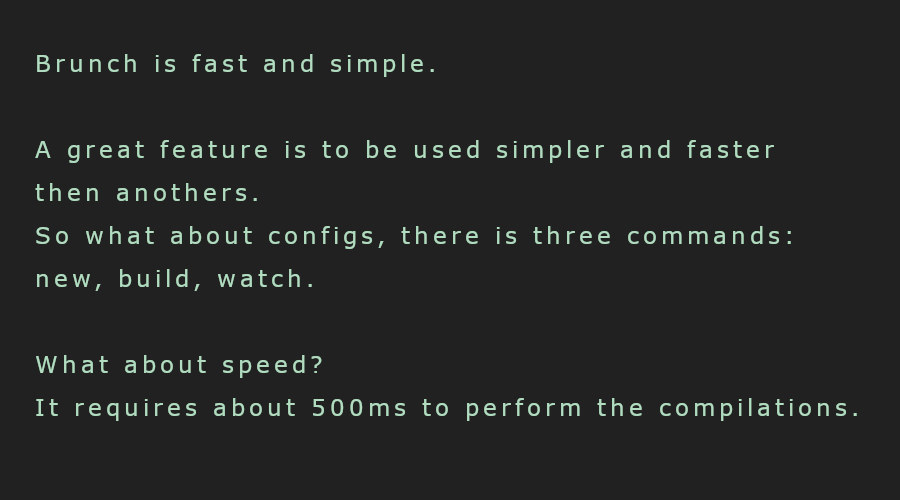 Brunch is fast and simple.
A great feature is to be used simpler and faster
then anothers.
So what about configs, there is three commands:
new, build, watch.
What about speed?
It requires about 500ms to perform the compilations.